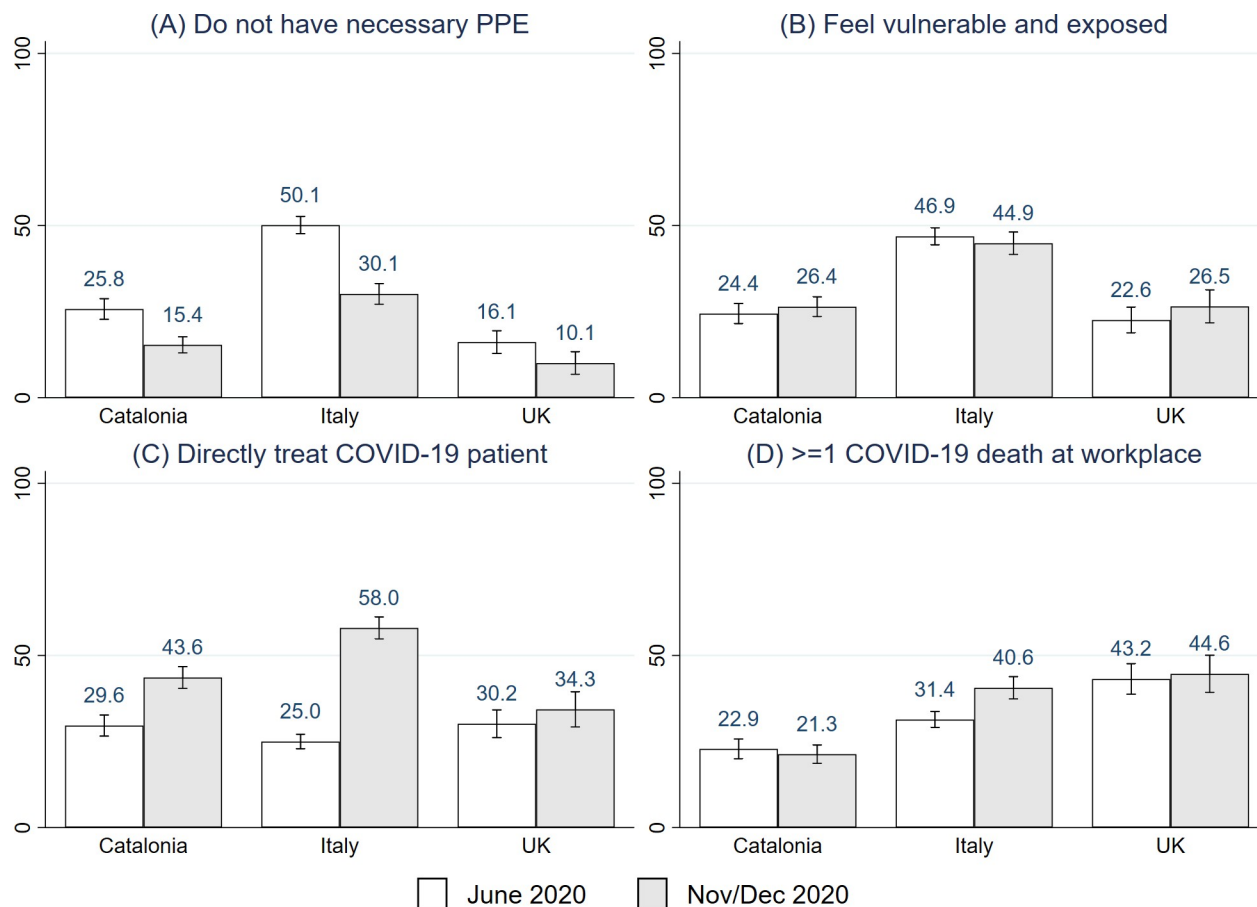 (A) Do not have necessary PPE
100
50
0
25.8
15.4
50.1
30.1
16.1
10.1
Catalonia
Italy
UK
(B) Feel vulnerable and exposed
100
50
0
24.4
26.4
46.9
44.9
22.6
26.5
Catalonia
Italy
UK
(C) Directly treat COVID-19 patient
100
50
0
29.6
43.6
25.0
58.0
30.2
34.3
Catalonia
Italy
UK
(D) >=1 COVID-19 death at workplace
100
50
0
22.9
21.3
31.4
40.6
43.2
44.6
Catalonia
Italy
UK
June 2020
Nov/Dec 2020